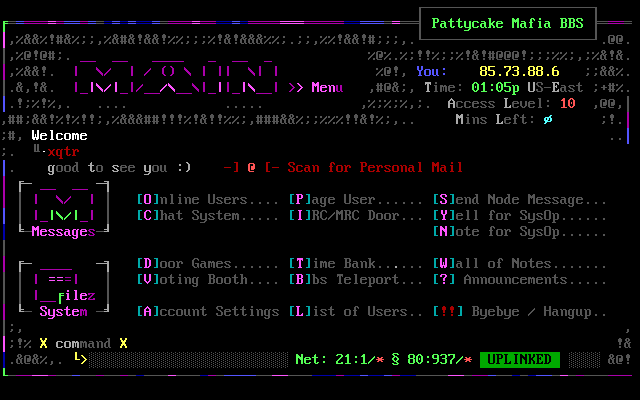 Pattycake Mafia BBS
You: 85.73.88.6
>> Menu
Time: 01:05p US-East
Access Level: 10
Mins Left: ∅
Welcome
xqtr
good to see you :) -] @ [- Scan for Personal Mail
[O]nline Users.... [P]age User...... [S]end Node Message...
[C]hat System..... [I]RC/MRC Door... [Y]ell for SysOp......
Messages [N]ote for SysOp......
[D]oor Games...... [T]ime Bank...... [W]all of Notes.......
[V]oting Booth.... [B]bs Teleport... [?] Announcements.....
filez
System [A]ccount Settings [L]ist of Users.. [!!] Byebye / Hangup..
X command X
Net: 21:1/* § 80:937/* UPLINKED